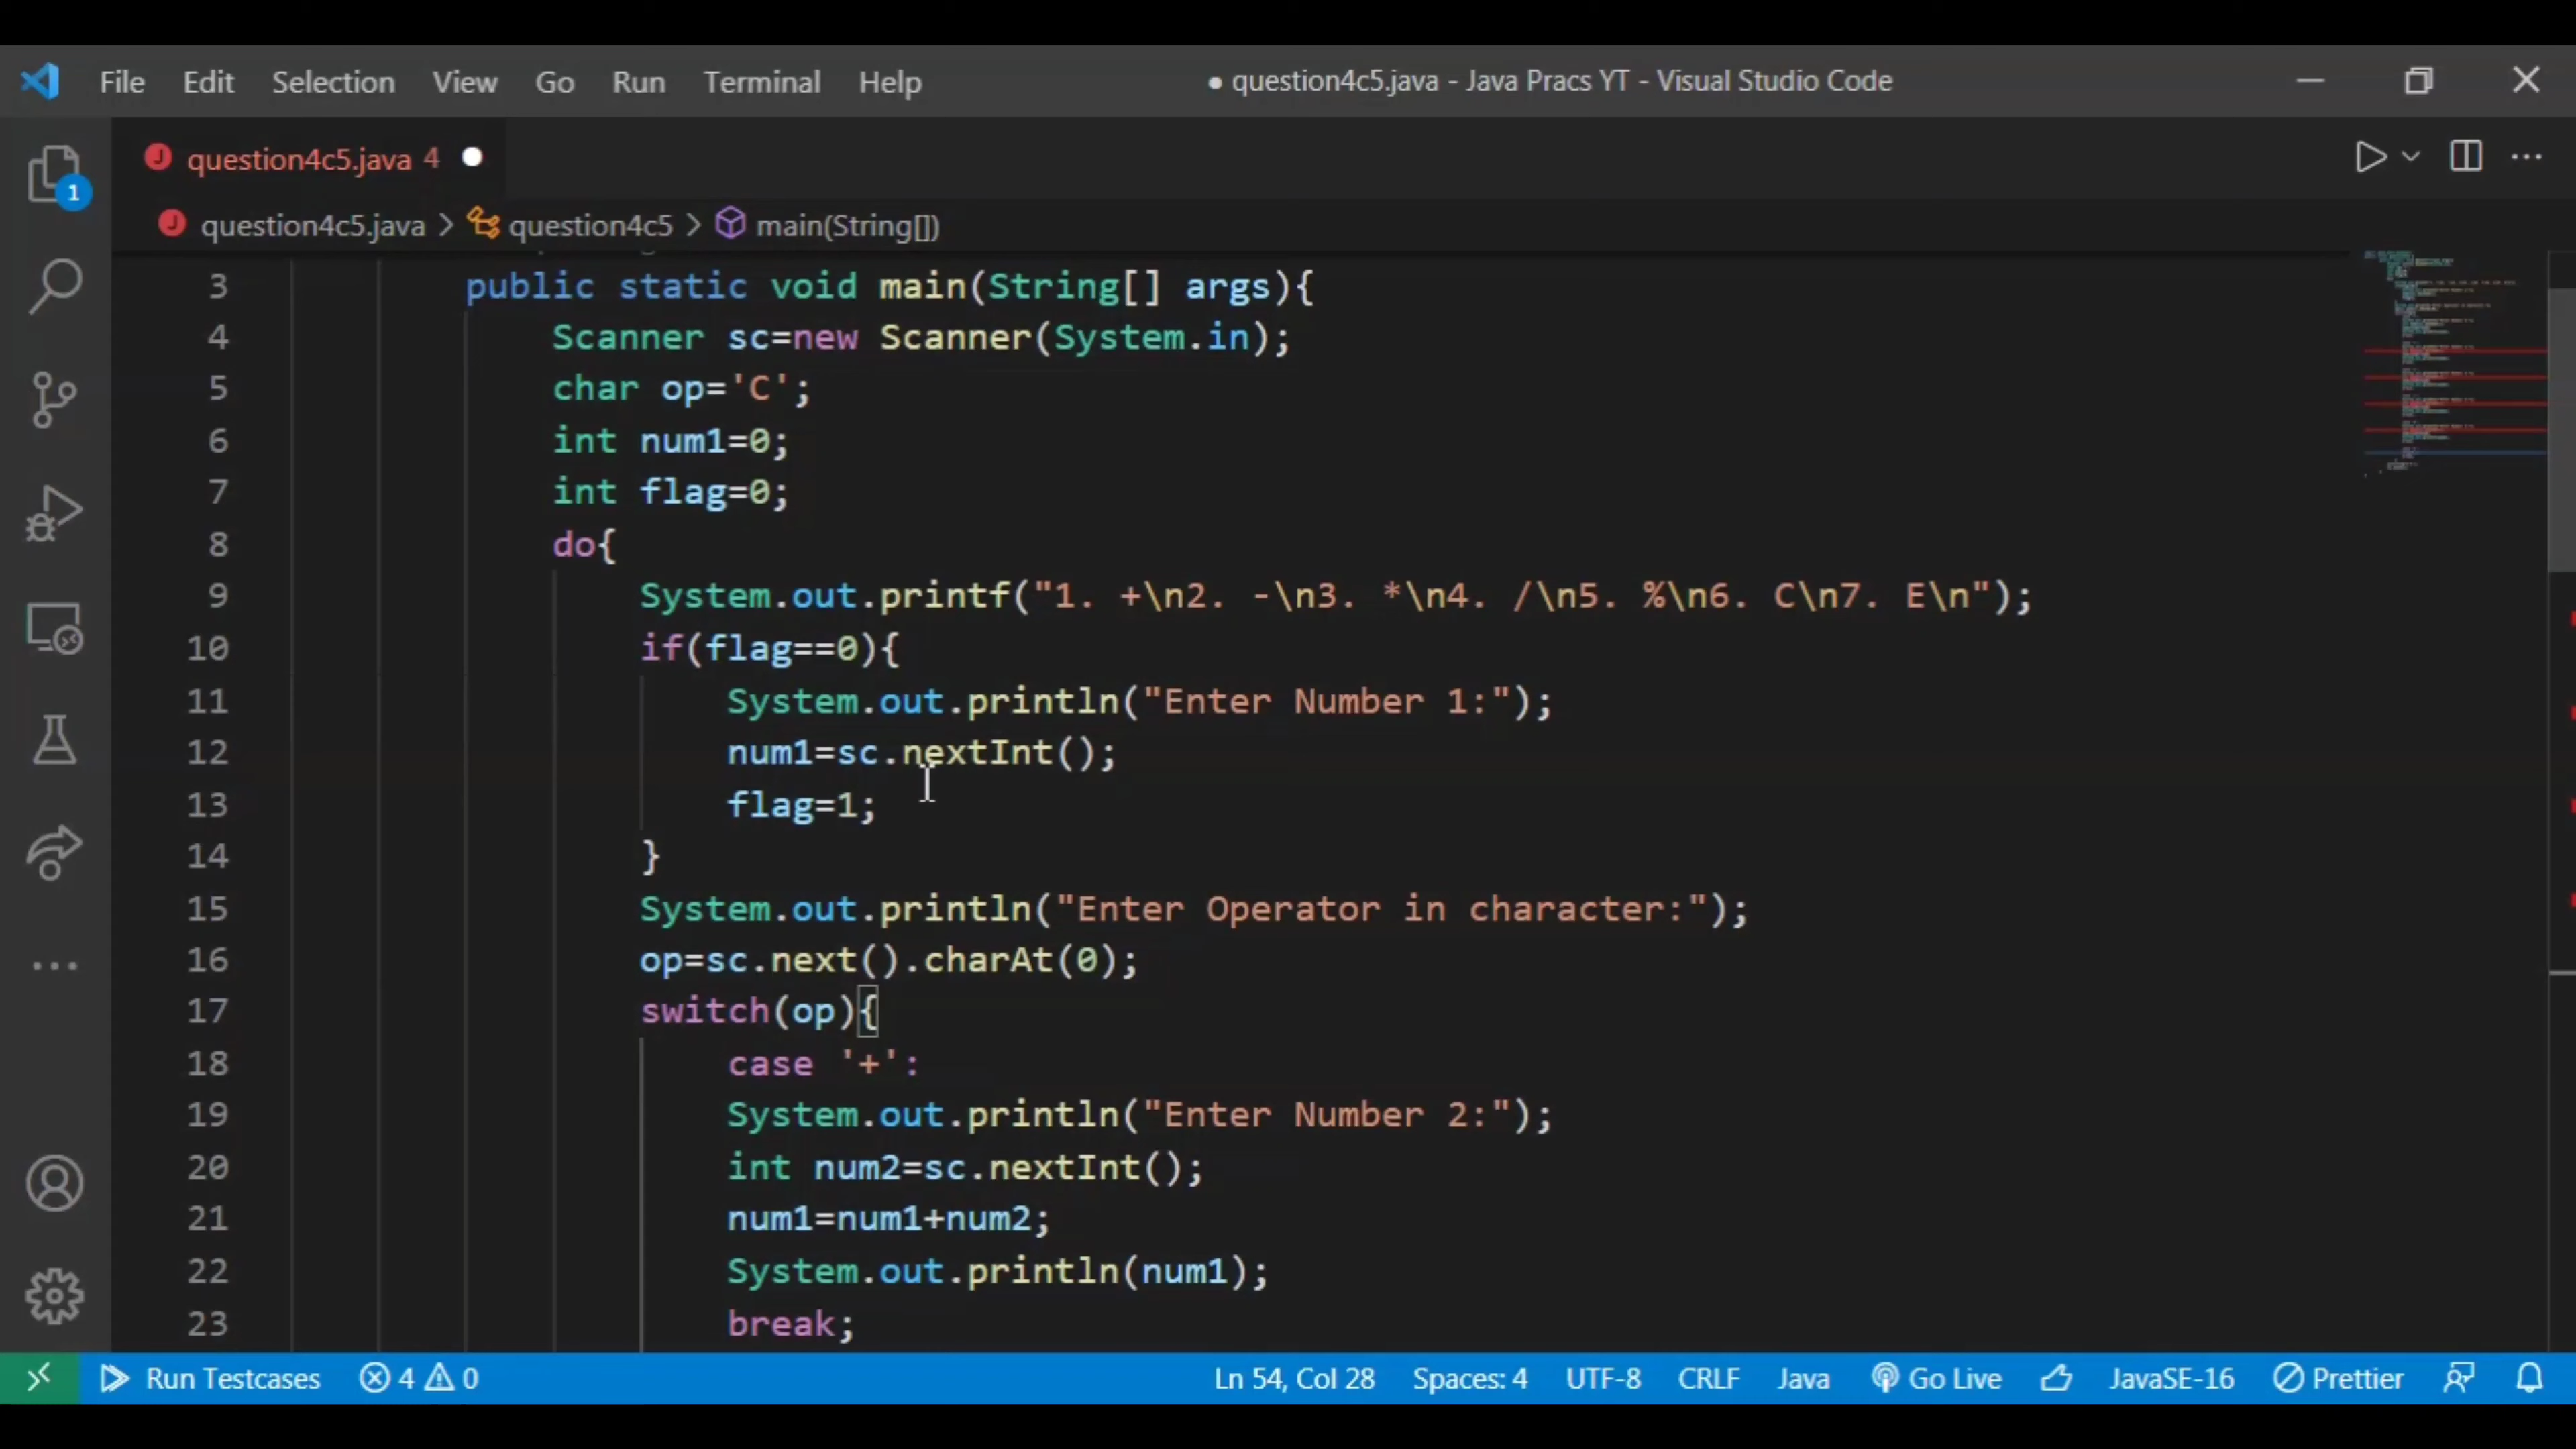 File Edit Selection View Go Run Terminal Help ● question4c5.java - Java Pracs YT - Visual Studio Code
J question4c5.java 4 ●
1
J question4c5.java > question4c5 > main(String[])
3 public static void main(String[] args){
4 Scanner sc=new Scanner(System.in);
5 char op='C';
6 int num1=0;
7 int flag=0;
8 do{
9 System.out.printf("1. +\n2. -\n3. *\n4. /\n5. %\n6. C\n7. E\n");
10 if(flag==0){
11 System.out.println("Enter Number 1:");
12 num1=sc.nextInt();
13 flag=1;
14 }
15 System.out.println("Enter Operator in character:");
16 op=sc.next().charAt(0);
17 switch(op){
18 case '+':
19 System.out.println("Enter Number 2:");
20 int num2=sc.nextInt();
21 num1=num1+num2;
22 System.out.println(num1);
23 break;
Run Testcases 4 0 Ln 54, Col 28 Spaces: 4 UTF-8 CRLF Java Go Live JavaSE-16 Prettier